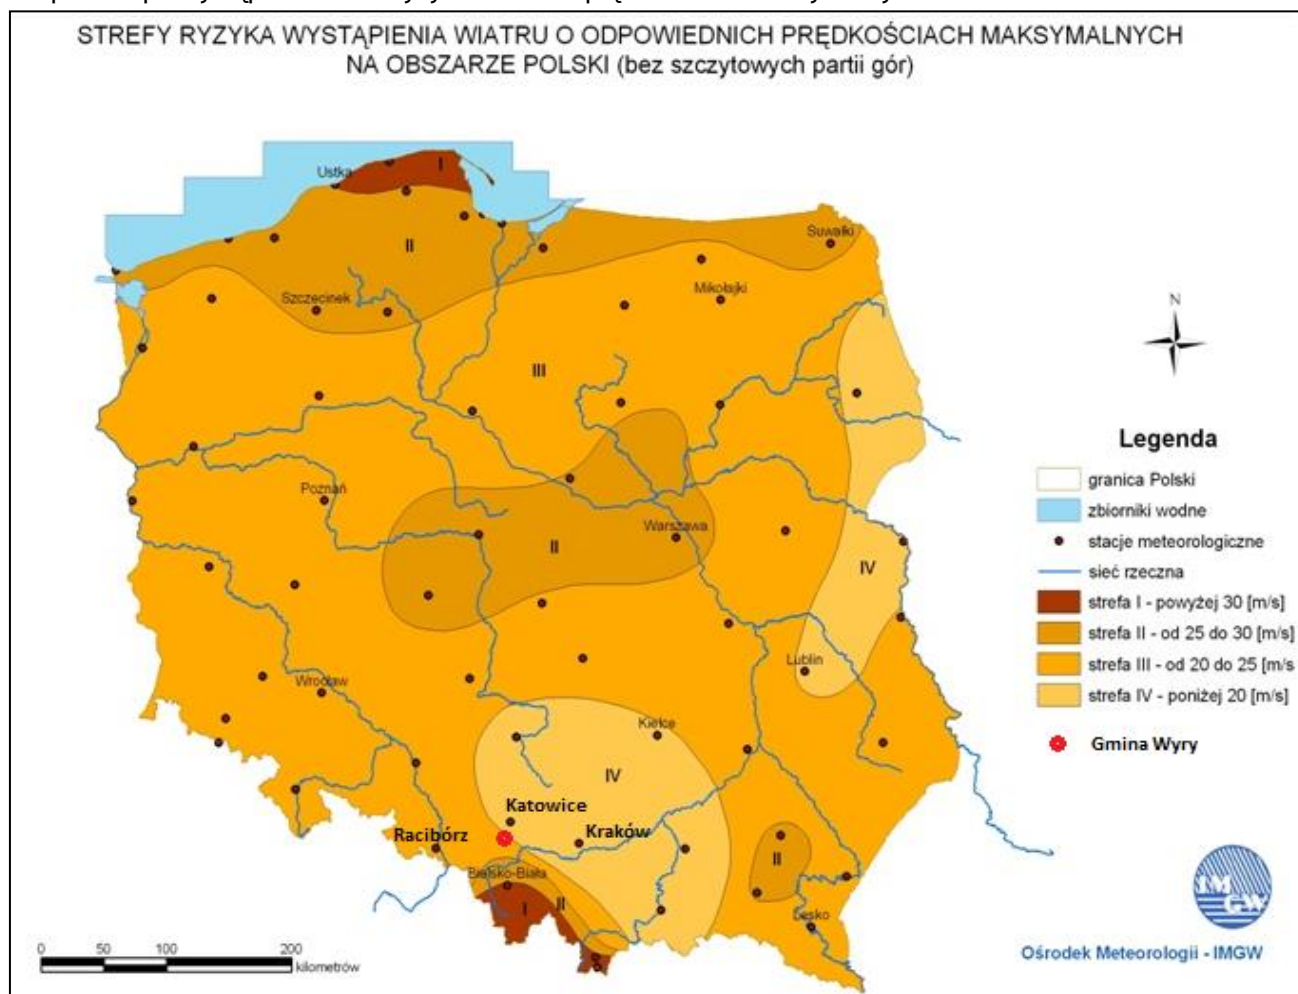 STREFY RYZYKA WYSTĄPIENIA WIATRU O ODPOWIEDNICH PRĘDKOŚCIACH MAKSYMALNYCH
NA OBSZARZE POLSKI (bez szczytowych partii gór)
Ustka
I
II
Suwałki
Szczecinek
Mikołajki
N
III
Legenda
granica Polski
zbiorniki wodne
stacje meteorologiczne
sieć rzeczna
strefa I - powyżej 30 [m/s]
strefa II - od 25 do 30 [m/s]
strefa III - od 20 do 25 [m/s
strefa IV - poniżej 20 [m/s]
Gmina Wyry
Poznań
Warszawa
II
IV
Lublin
Wrocław
Kielce
IV
Katowice
Racibórz
Kraków
II
Bielsko-Biała
I
II
Lesko
IM
GW
0 50 100 200
kilometrów
Ośrodek Meteorologii - IMGW